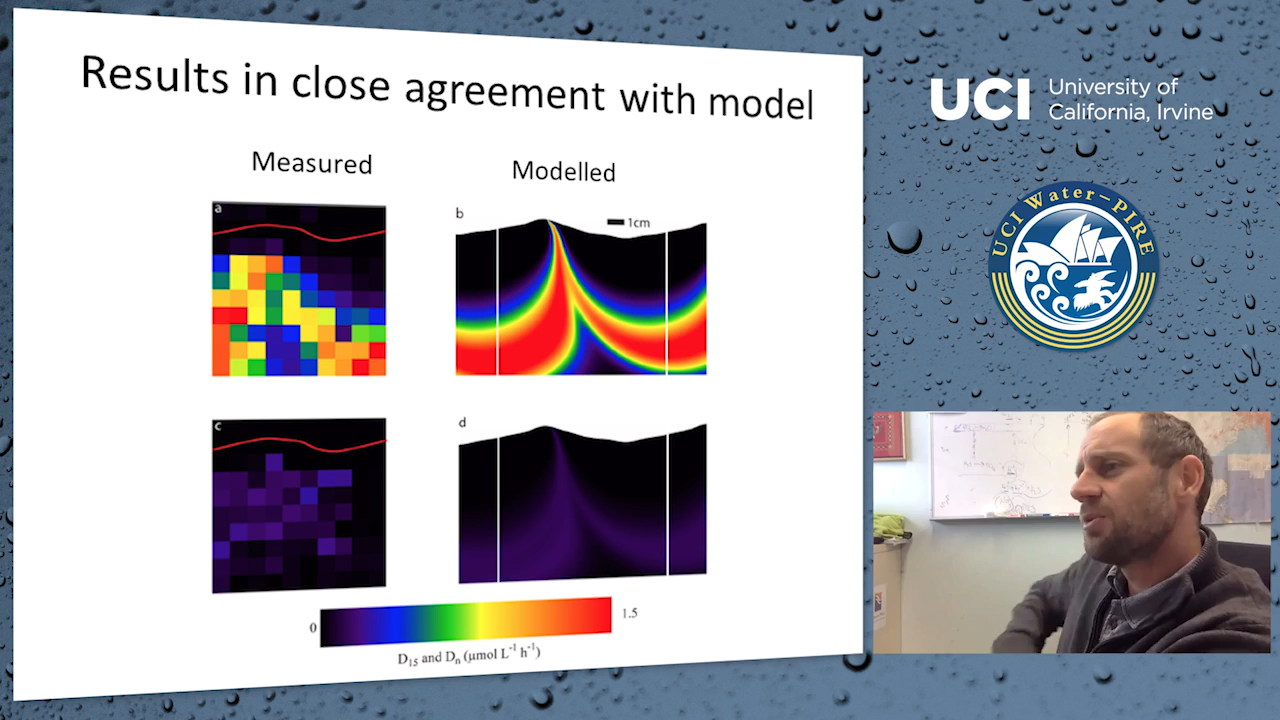 Results in close agreement with model
Measured
Modelled
a
b
1cm
c
d
0
1.5
D15 and Dn (μmol L⁻¹ h⁻¹)
UCI
University of
California, Irvine
UCI Water-PIRE